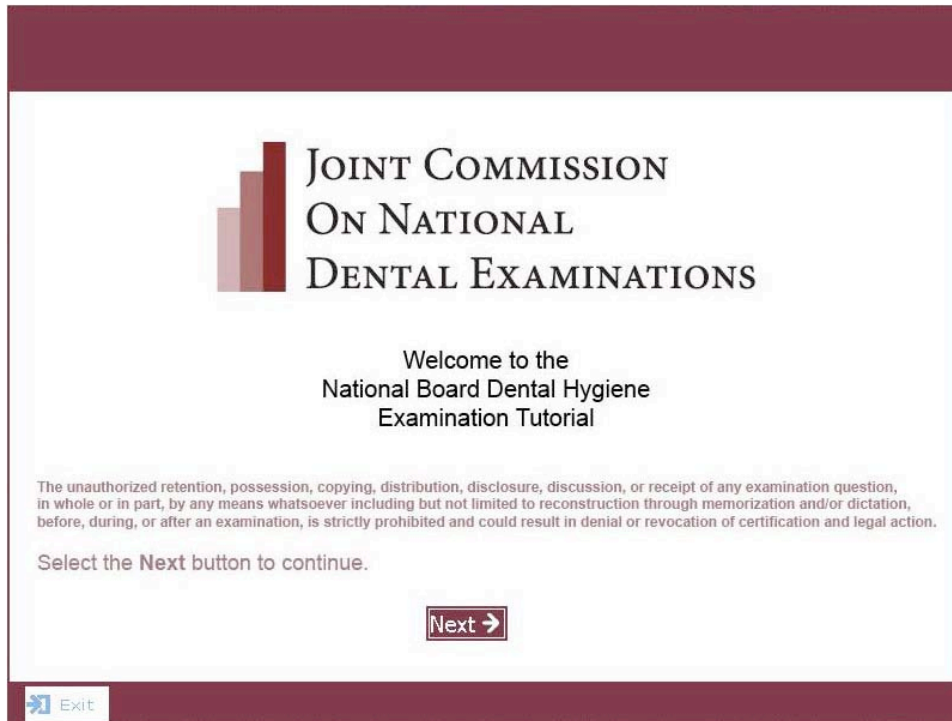 JOINT COMMISSION
ON NATIONAL
DENTAL EXAMINATIONS
Welcome to the
National Board Dental Hygiene
Examination Tutorial
The unauthorized retention, possession, copying, distribution, disclosure, discussion, or receipt of any examination question,
in whole or in part, by any means whatsoever including but not limited to reconstruction through memorization and/or dictation,
before, during, or after an examination, is strictly prohibited and could result in denial or revocation of certification and legal action.
Select the Next button to continue.
Next
Exit